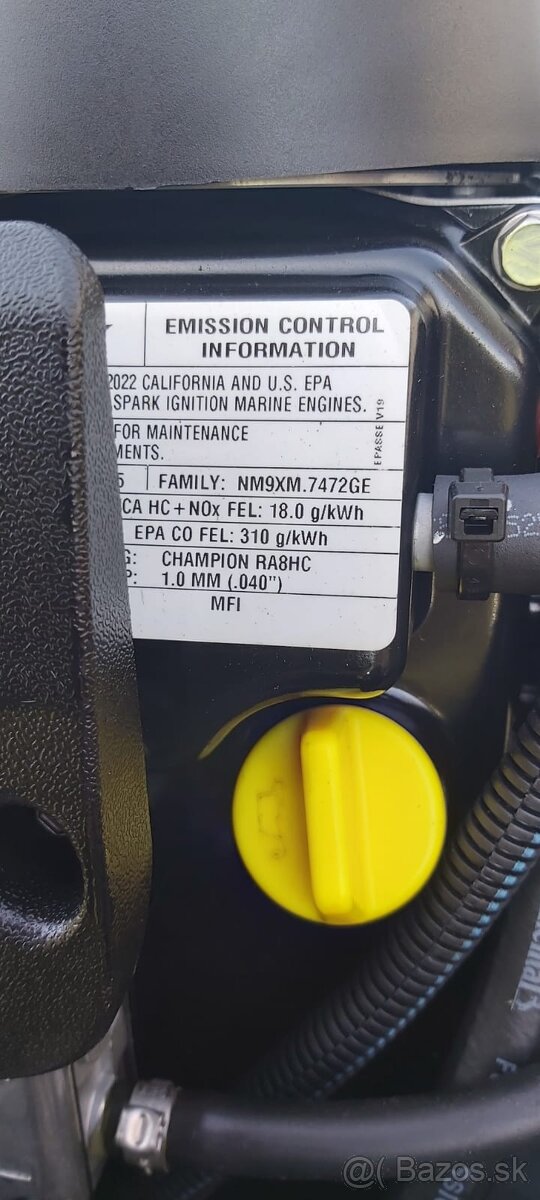 EMISSION CONTROL
INFORMATION
2022 CALIFORNIA AND U.S. EPA
SPARK IGNITION MARINE ENGINES.
FOR MAINTENANCE
MENTS.
EPASSE V19
5 FAMILY: NM9XM.7472GE
CA HC + NOx FEL: 18.0 g/kWh
EPA CO FEL: 310 g/kWh
G: CHAMPION RA8HC
P: 1.0 MM (.040")
MFI
@( Bazos.sk